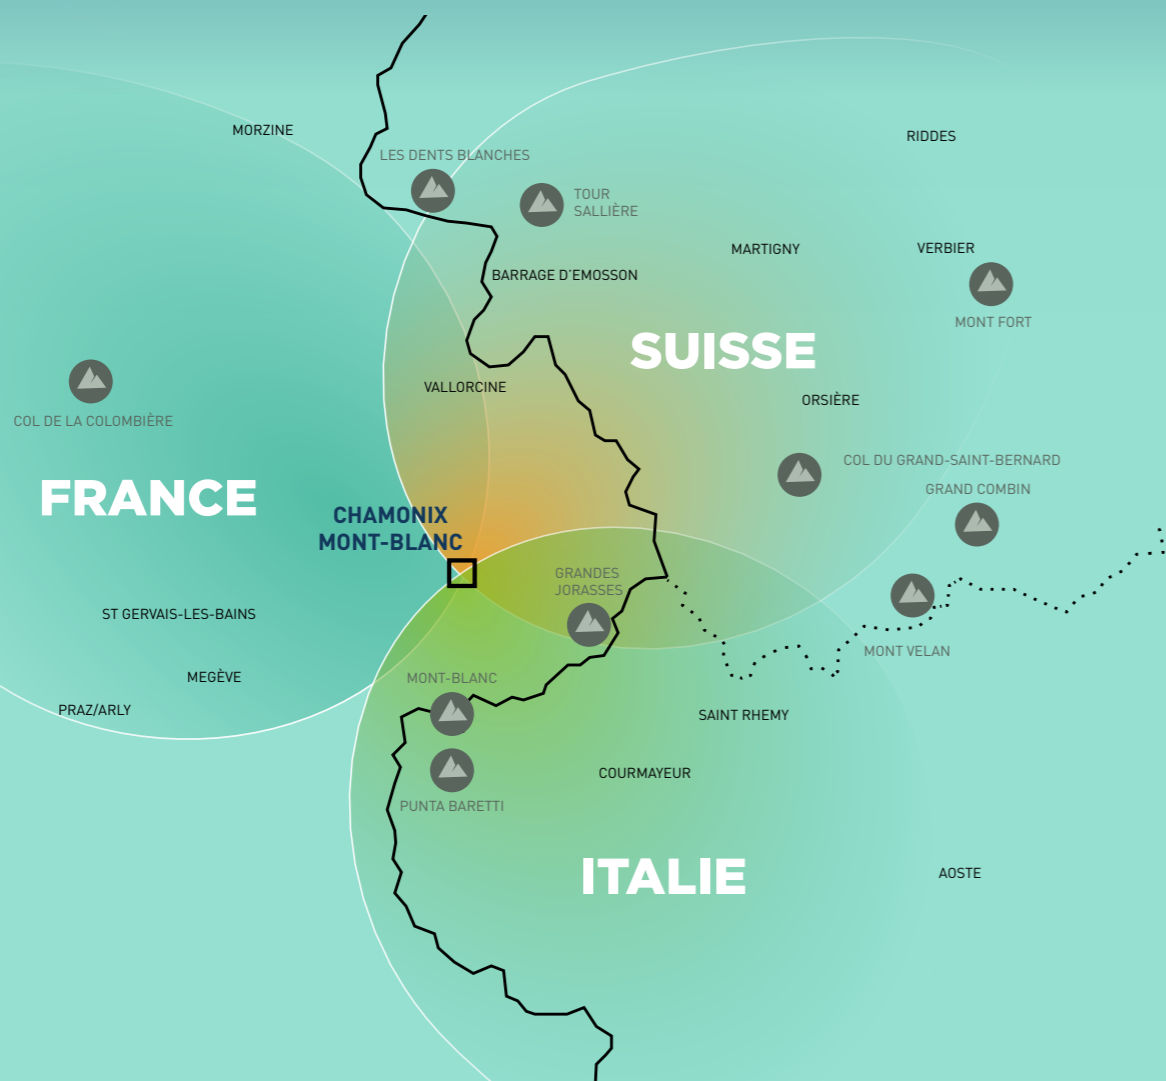 MORZINE
RIDDES
LES DENTS BLANCHES
TOUR
SALLIÈRE
MARTIGNY
VERBIER
BARRAGE D'EMOSSON
MONT FORT
SUISSE
VALLORCINE
ORSIÈRE
COL DE LA COLOMBIÈRE
COL DU GRAND-SAINT-BERNARD
GRAND COMBIN
FRANCE
CHAMONIX
MONT-BLANC
GRANDES
JORASSES
ST GERVAIS-LES-BAINS
MONT VELAN
MEGÈVE
MONT-BLANC
PRAZ/ARLY
SAINT RHEMY
COURMAYEUR
PUNTA BARETTI
ITALIE
AOSTE